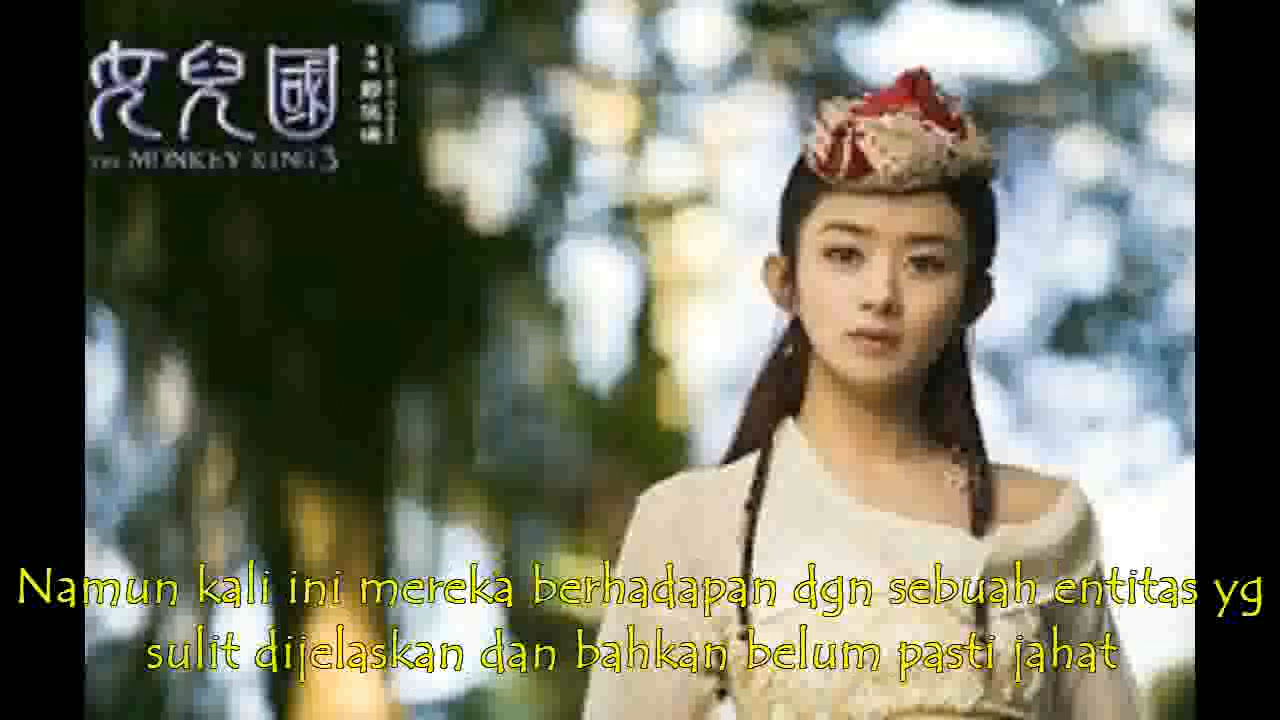 女兒國
THE MONKEY KING 3
Namun kali ini mereka berhadapan dgn sebuah entitas yg
sulit dijelaskan dan bahkan belum pasti jahat